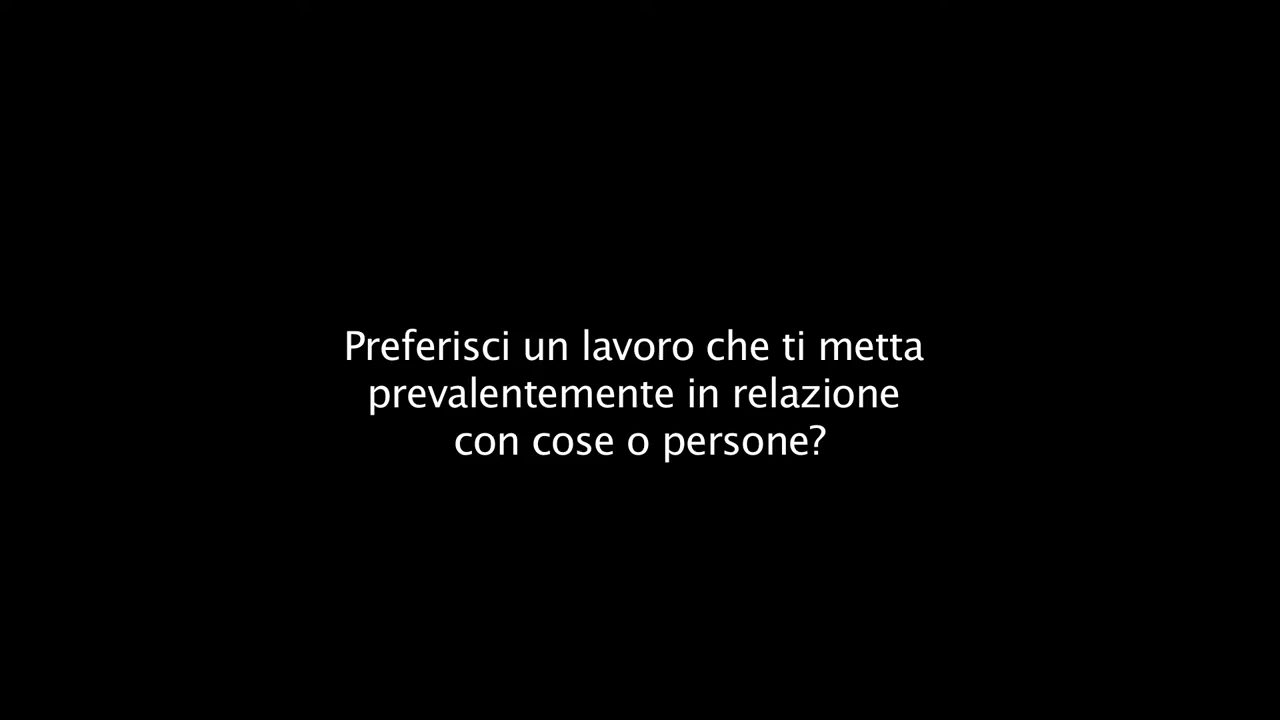 Preferisci un lavoro che ti metta
prevalentemente in relazione
con cose o persone?